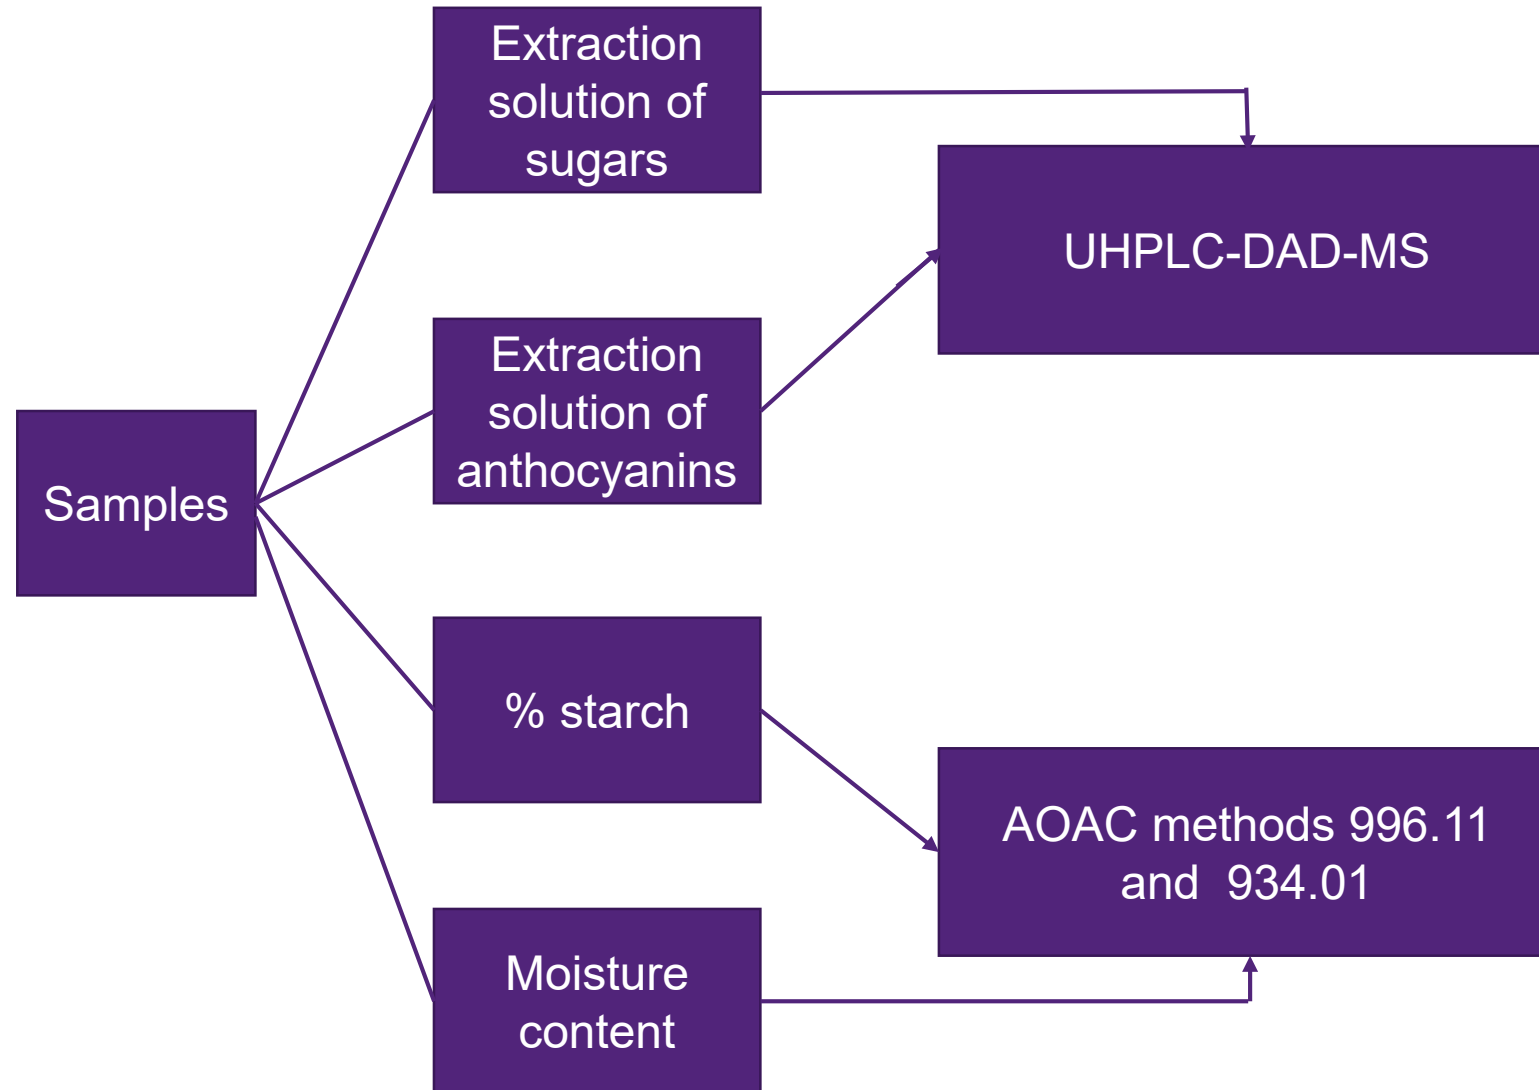 Extraction
solution of
sugars
UHPLC-DAD-MS
Extraction
solution of
anthocyanins
Samples
% starch
AOAC methods 996.11
and  934.01
Moisture
content